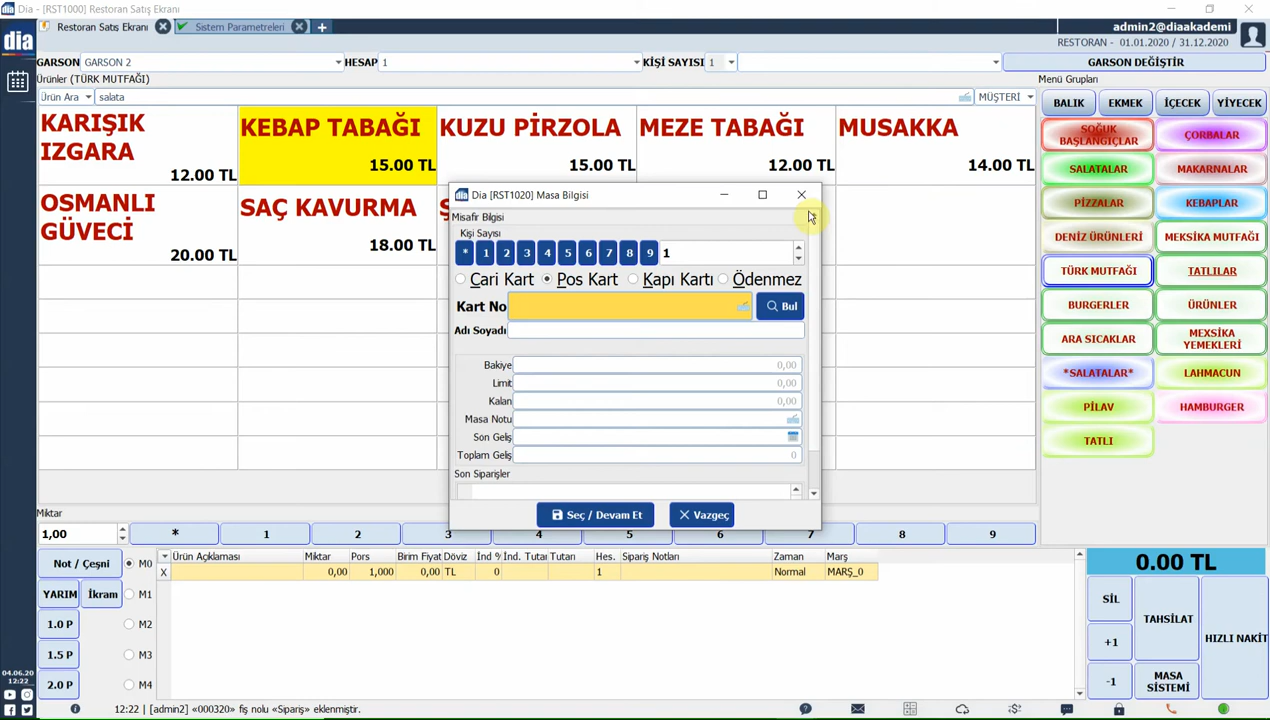 Dia - [RST1000] Restoran Satış Ekranı
dia
Restoran Satış Ekranı
Sistem Parametreleri
+
admin2@diaakademi
RESTORAN - 01.01.2020 / 31.12.2020
GARSON GARSON 2 HESAP 1 KİŞİ SAYISI 1 GARSON DEĞİŞTİR
Ürünler (TÜRK MUTFAĞI)
Menü Grupları
Ürün Ara salata MÜŞTERİ
BALIK EKMEK İÇECEK YİYECEK
KARIŞIK IZGARA
12.00 TL
KEBAP TABAĞI
15.00 TL
KUZU PİRZOLA
15.00 TL
MEZE TABAĞI
12.00 TL
MUSAKKA
14.00 TL
OSMANLI GÜVECİ
20.00 TL
SAÇ KAVURMA
18.00 TL
SOĞUK BAŞLANGIÇLAR
ÇORBALAR
SALATALAR
MAKARNALAR
PİZZALAR
KEBAPLAR
DENİZ ÜRÜNLERİ
MEKSİKA MUTFAĞI
TÜRK MUTFAĞI
TATLILAR
BURGERLER
ÜRÜNLER
ARA SICAKLAR
MEXSİKA YEMEKLERİ
*SALATALAR*
LAHMACUN
PİLAV
HAMBURGER
TATLI
dia
Dia [RST1020] Masa Bilgisi
Misafir Bilgisi
Kişi Sayısı
* 1 2 3 4 5 6 7 8 9 1
Cari Kart Pos Kart Kapı Kartı Ödenmez
Kart No Bul
Adı Soyadı
Bakiye 0,00
Limit 0,00
Kalan 0,00
Masa Notu
Son Geliş
Toplam Geliş 0
Son Siparişler
Seç / Devam Et Vazgeç
Miktar
1,00 * 1 2 3 4 5 6 7 8 9
Not / Çeşni M0
YARIM İkram M1
1.0 P M2
1.5 P M3
2.0 P M4
Ürün Açıklaması Miktar Pors Birim Fiyat Döviz İnd % İnd. Tutar Tutarı Hes. Sipariş Notları Zaman Marş
X 0,00 1,000 0,00 TL 0 1 Normal MARŞ_0
0.00 TL
SİL
+1
-1
TAHSİLAT
MASA SİSTEMİ
HIZLI NAKİT
04.06.20
12:22
12:22 | [admin2] «000320» fiş nolu «Sipariş» eklenmiştir.